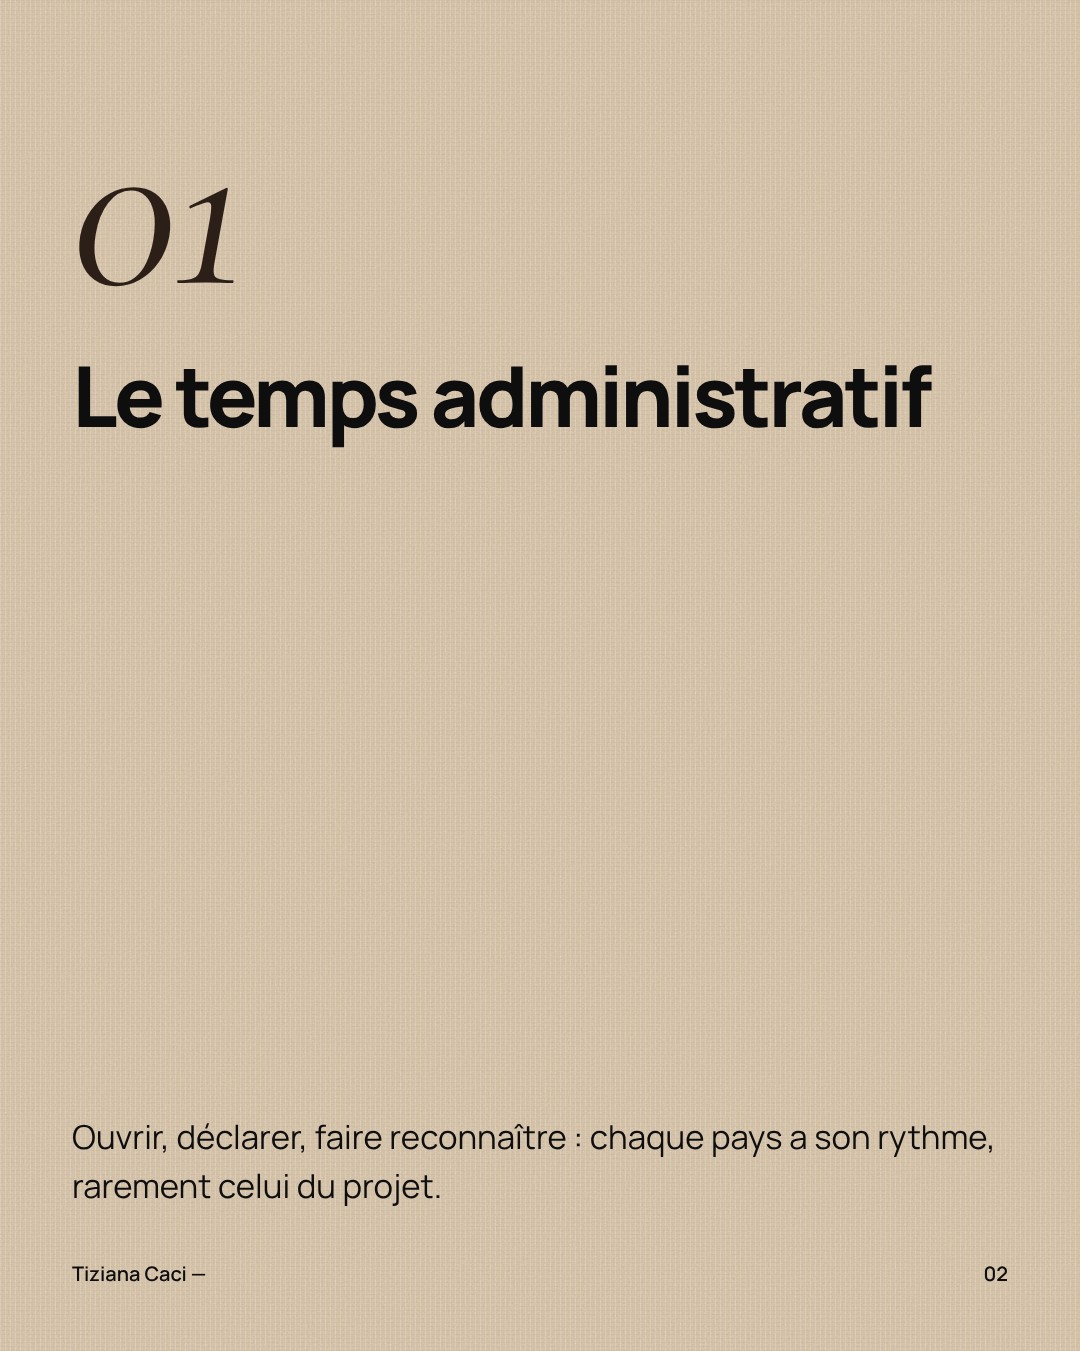 01
Le temps administratif
Ouvrir, déclarer, faire reconnaître : chaque pays a son rythme,
rarement celui du projet.
Tiziana Caci —
02